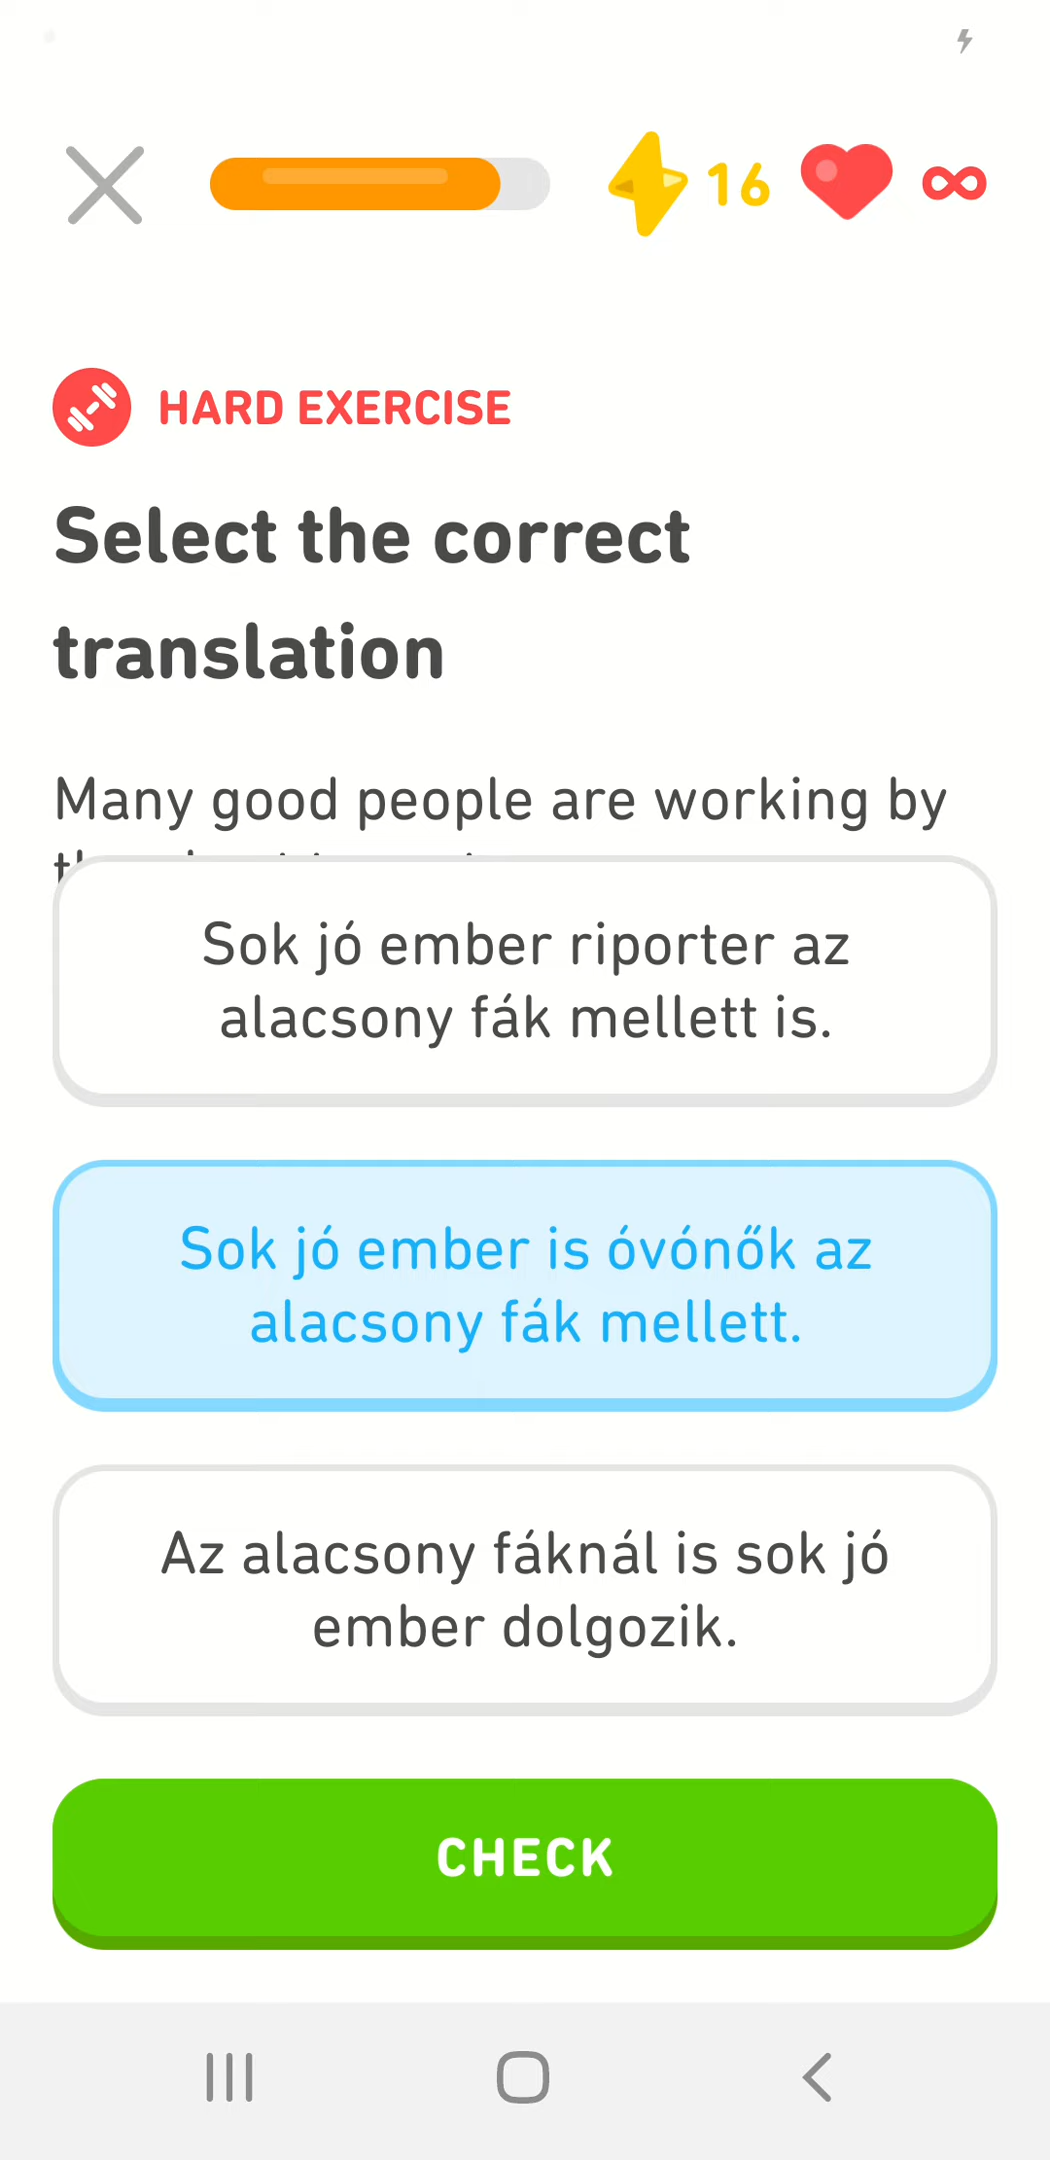 16
HARD EXERCISE
Select the correct
translation
Many good people are working by
Sok jó ember riporter az
alacsony fák mellett is.
Sok jó ember is óvónők az
alacsony fák mellett.
Az alacsony fáknál is sok jó
ember dolgozik.
CHECK